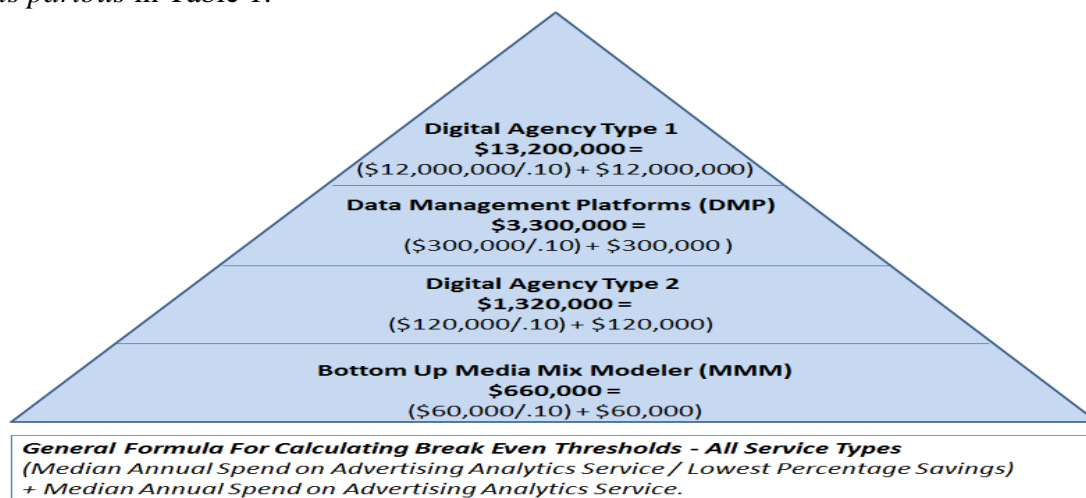 in Table 1.
Digital Agency Type 1
$13,200,000 =
($12,000,000/.10) + $12,000,000)
Data Management Platforms (DMP)
$3,300,000 =
($300,000/.10) + $300,000 )
Digital Agency Type 2
$1,320,000 =
($120,000/.10) + $120,000)
Bottom Up Media Mix Modeler (MMM)
$660,000 =
($60,000/.10) + $60,000)
General Formula For Calculating Break Even Thresholds - All Service Types
(Median Annual Spend on Advertising Analytics Service / Lowest Percentage Savings)
+ Median Annual Spend on Advertising Analytics Service.